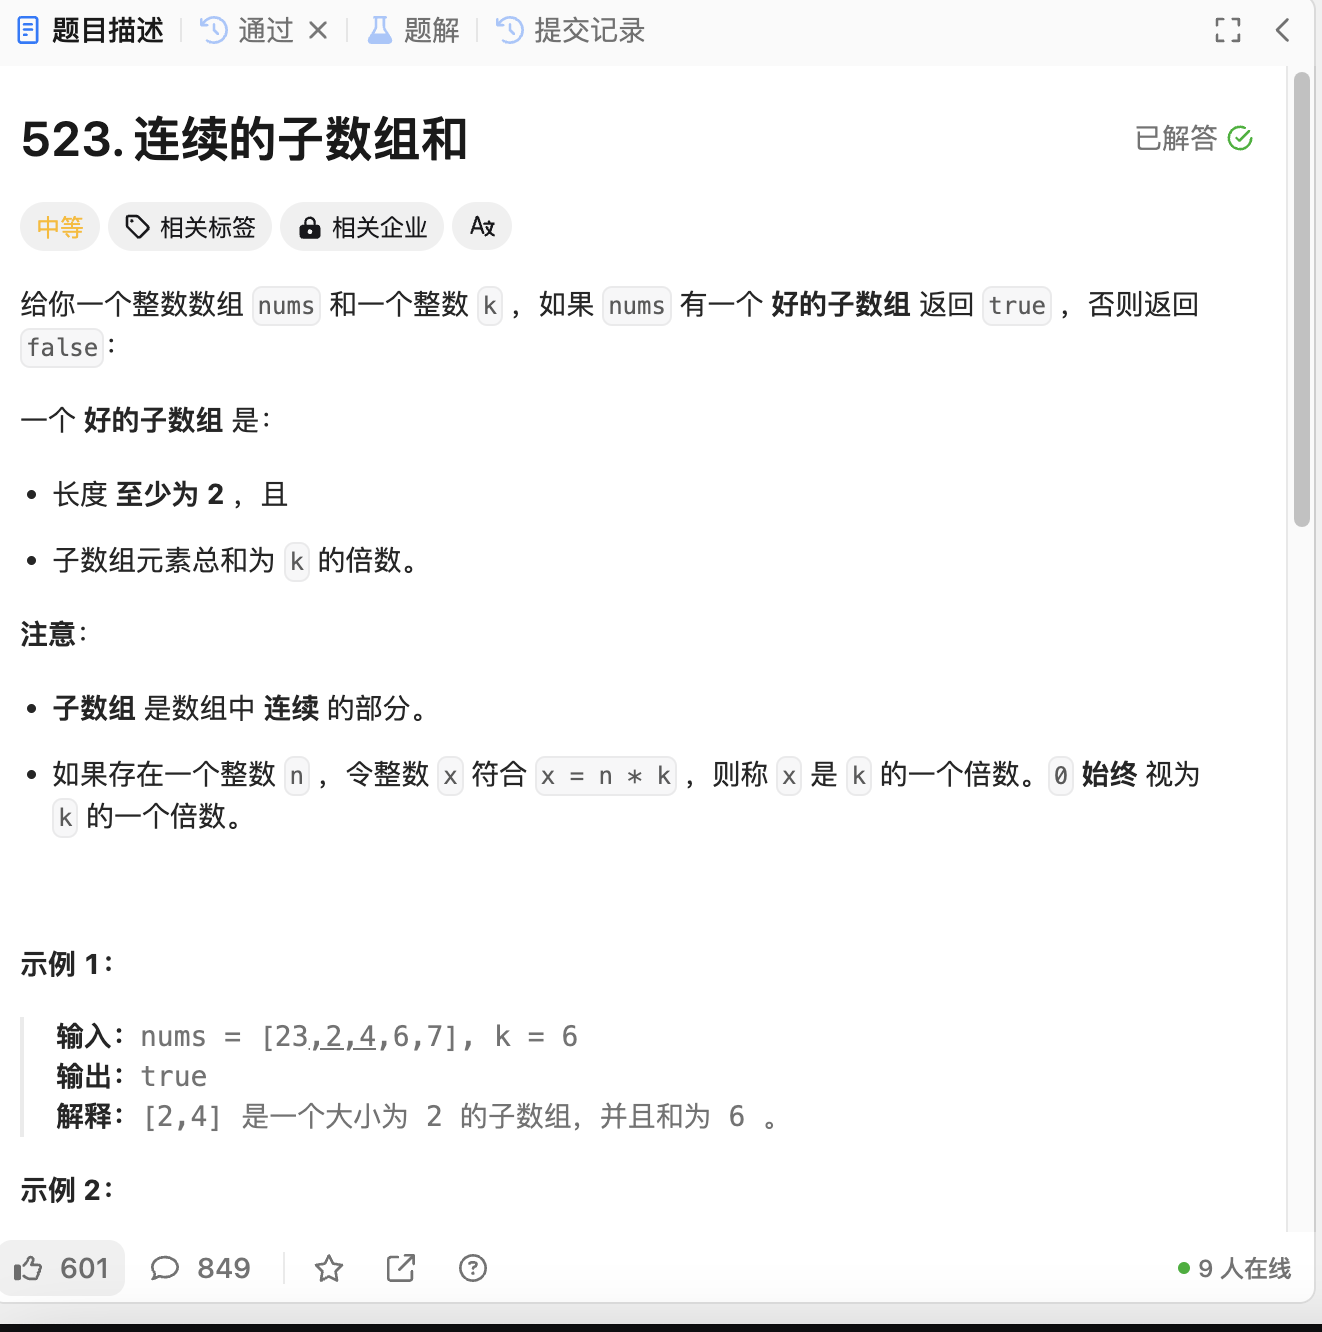 题目描述 通过 题解 提交记录
523. 连续的子数组和
已解答
中等 相关标签 相关企业
给你一个整数数组 nums 和一个整数 k ，如果 nums 有一个 好的子数组 返回 true ，否则返回
false：
一个 好的子数组 是：
• 长度 至少为 2 ，且
• 子数组元素总和为 k 的倍数。
注意：
• 子数组 是数组中 连续 的部分。
• 如果存在一个整数 n ，令整数 x 符合 x = n * k ，则称 x 是 k 的一个倍数。0 始终 视为
k 的一个倍数。
示例 1：
输入：nums = [23,2,4,6,7], k = 6
输出：true
解释：[2,4] 是一个大小为 2 的子数组，并且和为 6 。
示例 2：
601 849 9 人在线